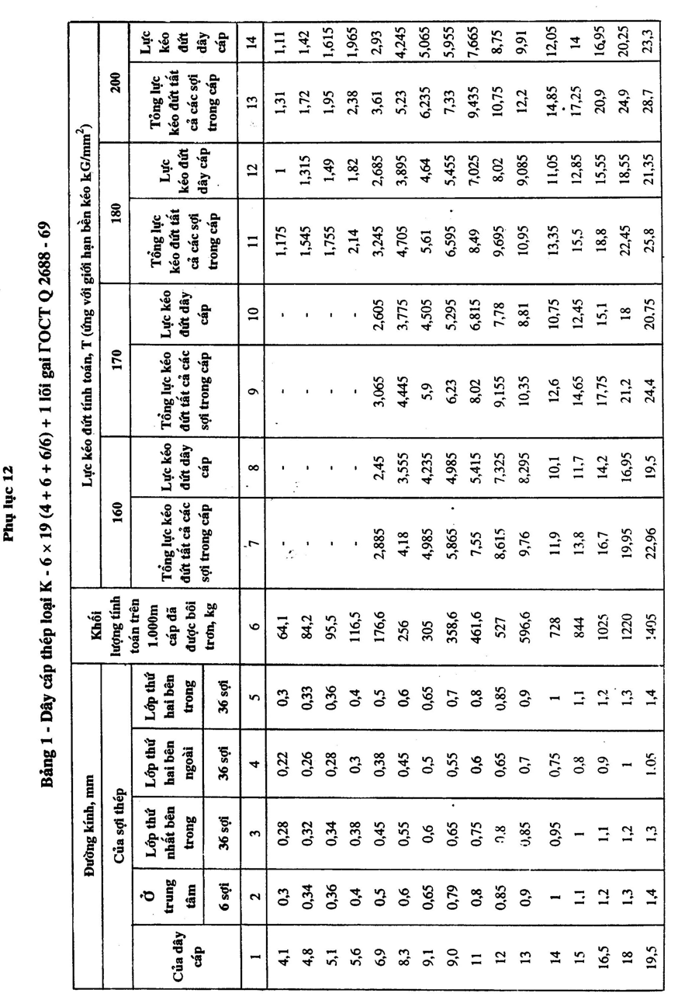 Phụ lục 12
Bảng 1 - Dây cáp thép loại K - 6 × 19 (4 + 6 + 6/6) + 1 lõi gai ГОСТ Q 2688 - 69
Đường kính, mm | Khối lượng tính toán trên 1.000m cáp đã được bôi trơn, kg | Lực kéo đứt tính toán, T (ứng với giới hạn bền kéo kG/mm²)
Của dây cáp | Của sợi thép | 160 | 170 | 180 | 200
Ở trung tâm | Lớp thứ nhất bên trong | Lớp thứ hai bên ngoài | Lớp thứ hai bên trong | Tổng lực kéo đứt tất cả các sợi trong cáp | Lực kéo đứt dây cáp | Tổng lực kéo đứt tất cả các sợi trong cáp | Lực kéo đứt dây cáp | Tổng lực kéo đứt tất cả các sợi trong cáp | Lực kéo đứt dây cáp | Tổng lực kéo đứt tất cả các sợi trong cáp | Lực kéo đứt dây cáp
6 sợi | 36 sợi | 36 sợi | 36 sợi
1 | 2 | 3 | 4 | 5 | 6 | 7 | 8 | 9 | 10 | 11 | 12 | 13 | 14
4,1 | 0,3 | 0,28 | 0,22 | 0,3 | 64,1 | - | - | - | - | 1,175 | 1 | 1,31 | 1,11
4,8 | 0,34 | 0,32 | 0,26 | 0,33 | 84,2 | - | - | - | - | 1,545 | 1,315 | 1,72 | 1,42
5,1 | 0,36 | 0,34 | 0,28 | 0,36 | 95,5 | - | - | - | - | 1,755 | 1,49 | 1,95 | 1,615
5,6 | 0,4 | 0,38 | 0,3 | 0,4 | 116,5 | - | - | - | - | 2,14 | 1,82 | 2,38 | 1,965
6,9 | 0,5 | 0,45 | 0,38 | 0,5 | 176,6 | 2,885 | 2,45 | 3,065 | 2,605 | 3,245 | 2,685 | 3,61 | 2,93
8,3 | 0,6 | 0,55 | 0,45 | 0,6 | 256 | 4,18 | 3,555 | 4,445 | 3,775 | 4,705 | 3,895 | 5,23 | 4,245
9,1 | 0,65 | 0,6 | 0,5 | 0,65 | 305 | 4,985 | 4,235 | 5,9 | 4,505 | 5,61 | 4,64 | 6,235 | 5,065
9,0 | 0,79 | 0,65 | 0,55 | 0,7 | 358,6 | 5,865 | 4,985 | 6,23 | 5,295 | 6,595 | 5,455 | 7,33 | 5,955
11 | 0,8 | 0,75 | 0,6 | 0,8 | 461,6 | 7,55 | 5,415 | 8,02 | 6,815 | 8,49 | 7,025 | 9,435 | 7,665
12 | 0,85 | 0,8 | 0,65 | 0,85 | 527 | 8,615 | 7,325 | 9,155 | 7,78 | 9,695 | 8,02 | 10,75 | 8,75
13 | 0,9 | 0,85 | 0,7 | 0,9 | 596,6 | 9,76 | 8,295 | 10,35 | 8,81 | 10,95 | 9,085 | 12,2 | 9,91
14 | 1 | 0,95 | 0,75 | 1 | 728 | 11,9 | 10,1 | 12,6 | 10,75 | 13,35 | 11,05 | 14,85 | 12,05
15 | 1,1 | 1 | 0,8 | 1,1 | 844 | 13,8 | 11,7 | 14,65 | 12,45 | 15,5 | 12,85 | 17,25 | 14
16,5 | 1,2 | 1,1 | 0,9 | 1,2 | 1025 | 16,7 | 14,2 | 17,75 | 15,1 | 18,8 | 15,55 | 20,9 | 16,95
18 | 1,3 | 1,2 | 1 | 1,3 | 1220 | 19,95 | 16,95 | 21,2 | 18 | 22,45 | 18,55 | 24,9 | 20,25
19,5 | 1,4 | 1,3 | 1.05 | 1,4 | 1405 | 22,96 | 19,5 | 24,4 | 20,75 | 25,8 | 21,35 | 28,7 | 23,3